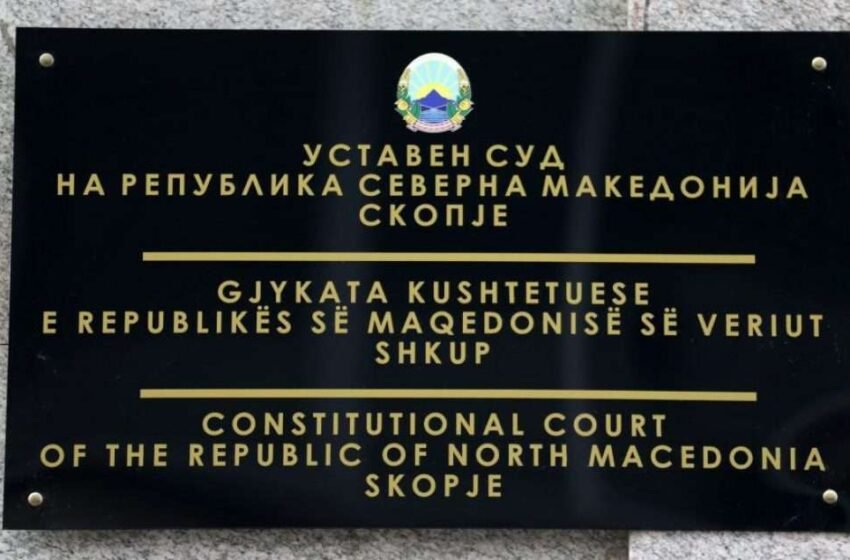 УСТАВЕН СУД
НА РЕПУБЛИКА СЕВЕРНА МАКЕДОНИЈА
СКОПЈЕ
GJYKATA KUSHTETUESE
E REPUBLIKËS SË MAQEDONISË SË VERIUT
SHKUP
CONSTITUTIONAL COURT
OF THE REPUBLIC OF NORTH MACEDONIA
SKOPJE